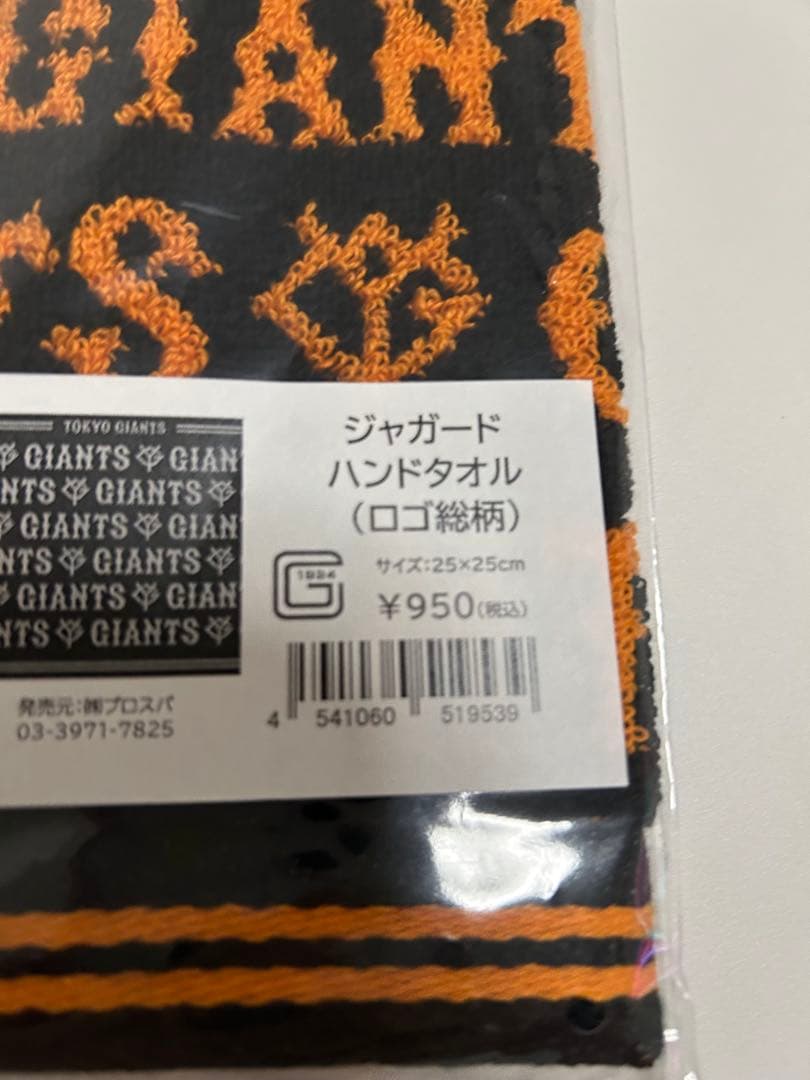 GIANT
TS
TOKYO GIANTS
GIANTS GIAN
NTS GIANTS
GIANTS GIAN
NTS GIANTS
GIANTS GIAN
NTS GIANTS
ジャガード
ハンドタオル
（ロゴ総柄）
1934
サイズ：25×25cm
￥950(税込)
4 541060 519539
発売元：㈱プロスパ
03-3971-7825